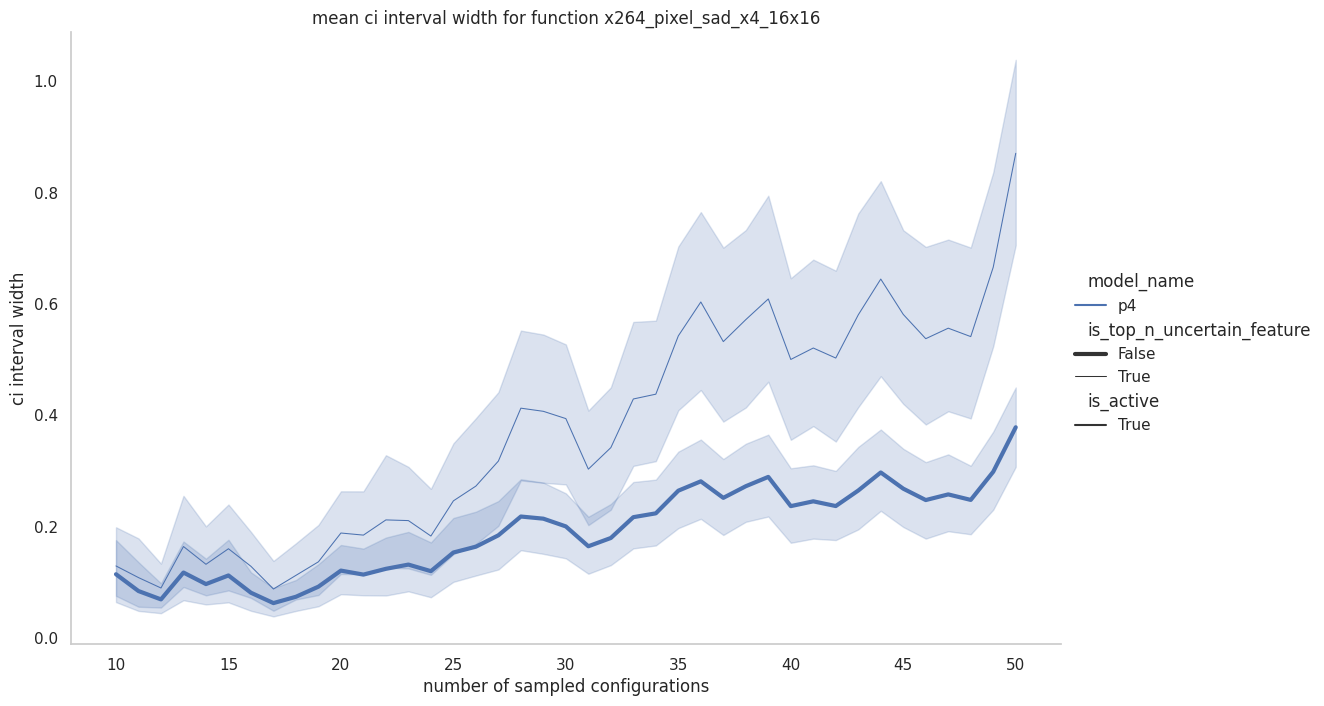 mean ci interval width for function x264_pixel_sad_x4_16x16
ci interval width
1.0
0.8
0.6
0.4
0.2
0.0
10 15 20 25 30 35 40 45 50
number of sampled configurations
model_name
p4
is_top_n_uncertain_feature
False
True
is_active
True